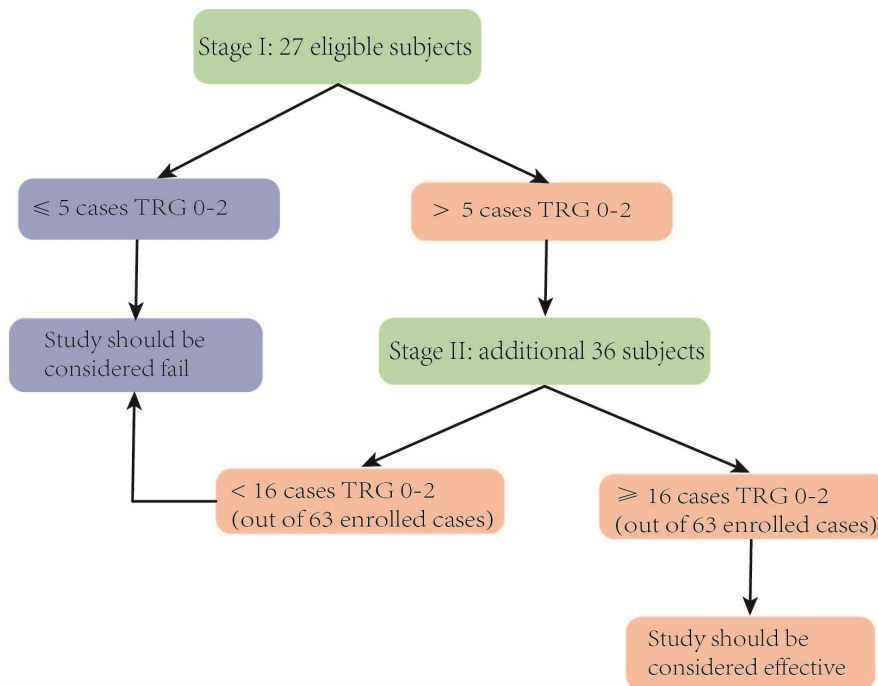 Stage I: 27 eligible subjects
⩽ 5 cases TRG 0-2
> 5 cases TRG 0-2
Study should be
considered fail
Stage II: additional 36 subjects
< 16 cases TRG 0-2
(out of 63 enrolled cases)
⩾ 16 cases TRG 0-2
(out of 63 enrolled cases)
Study should be
considered effective